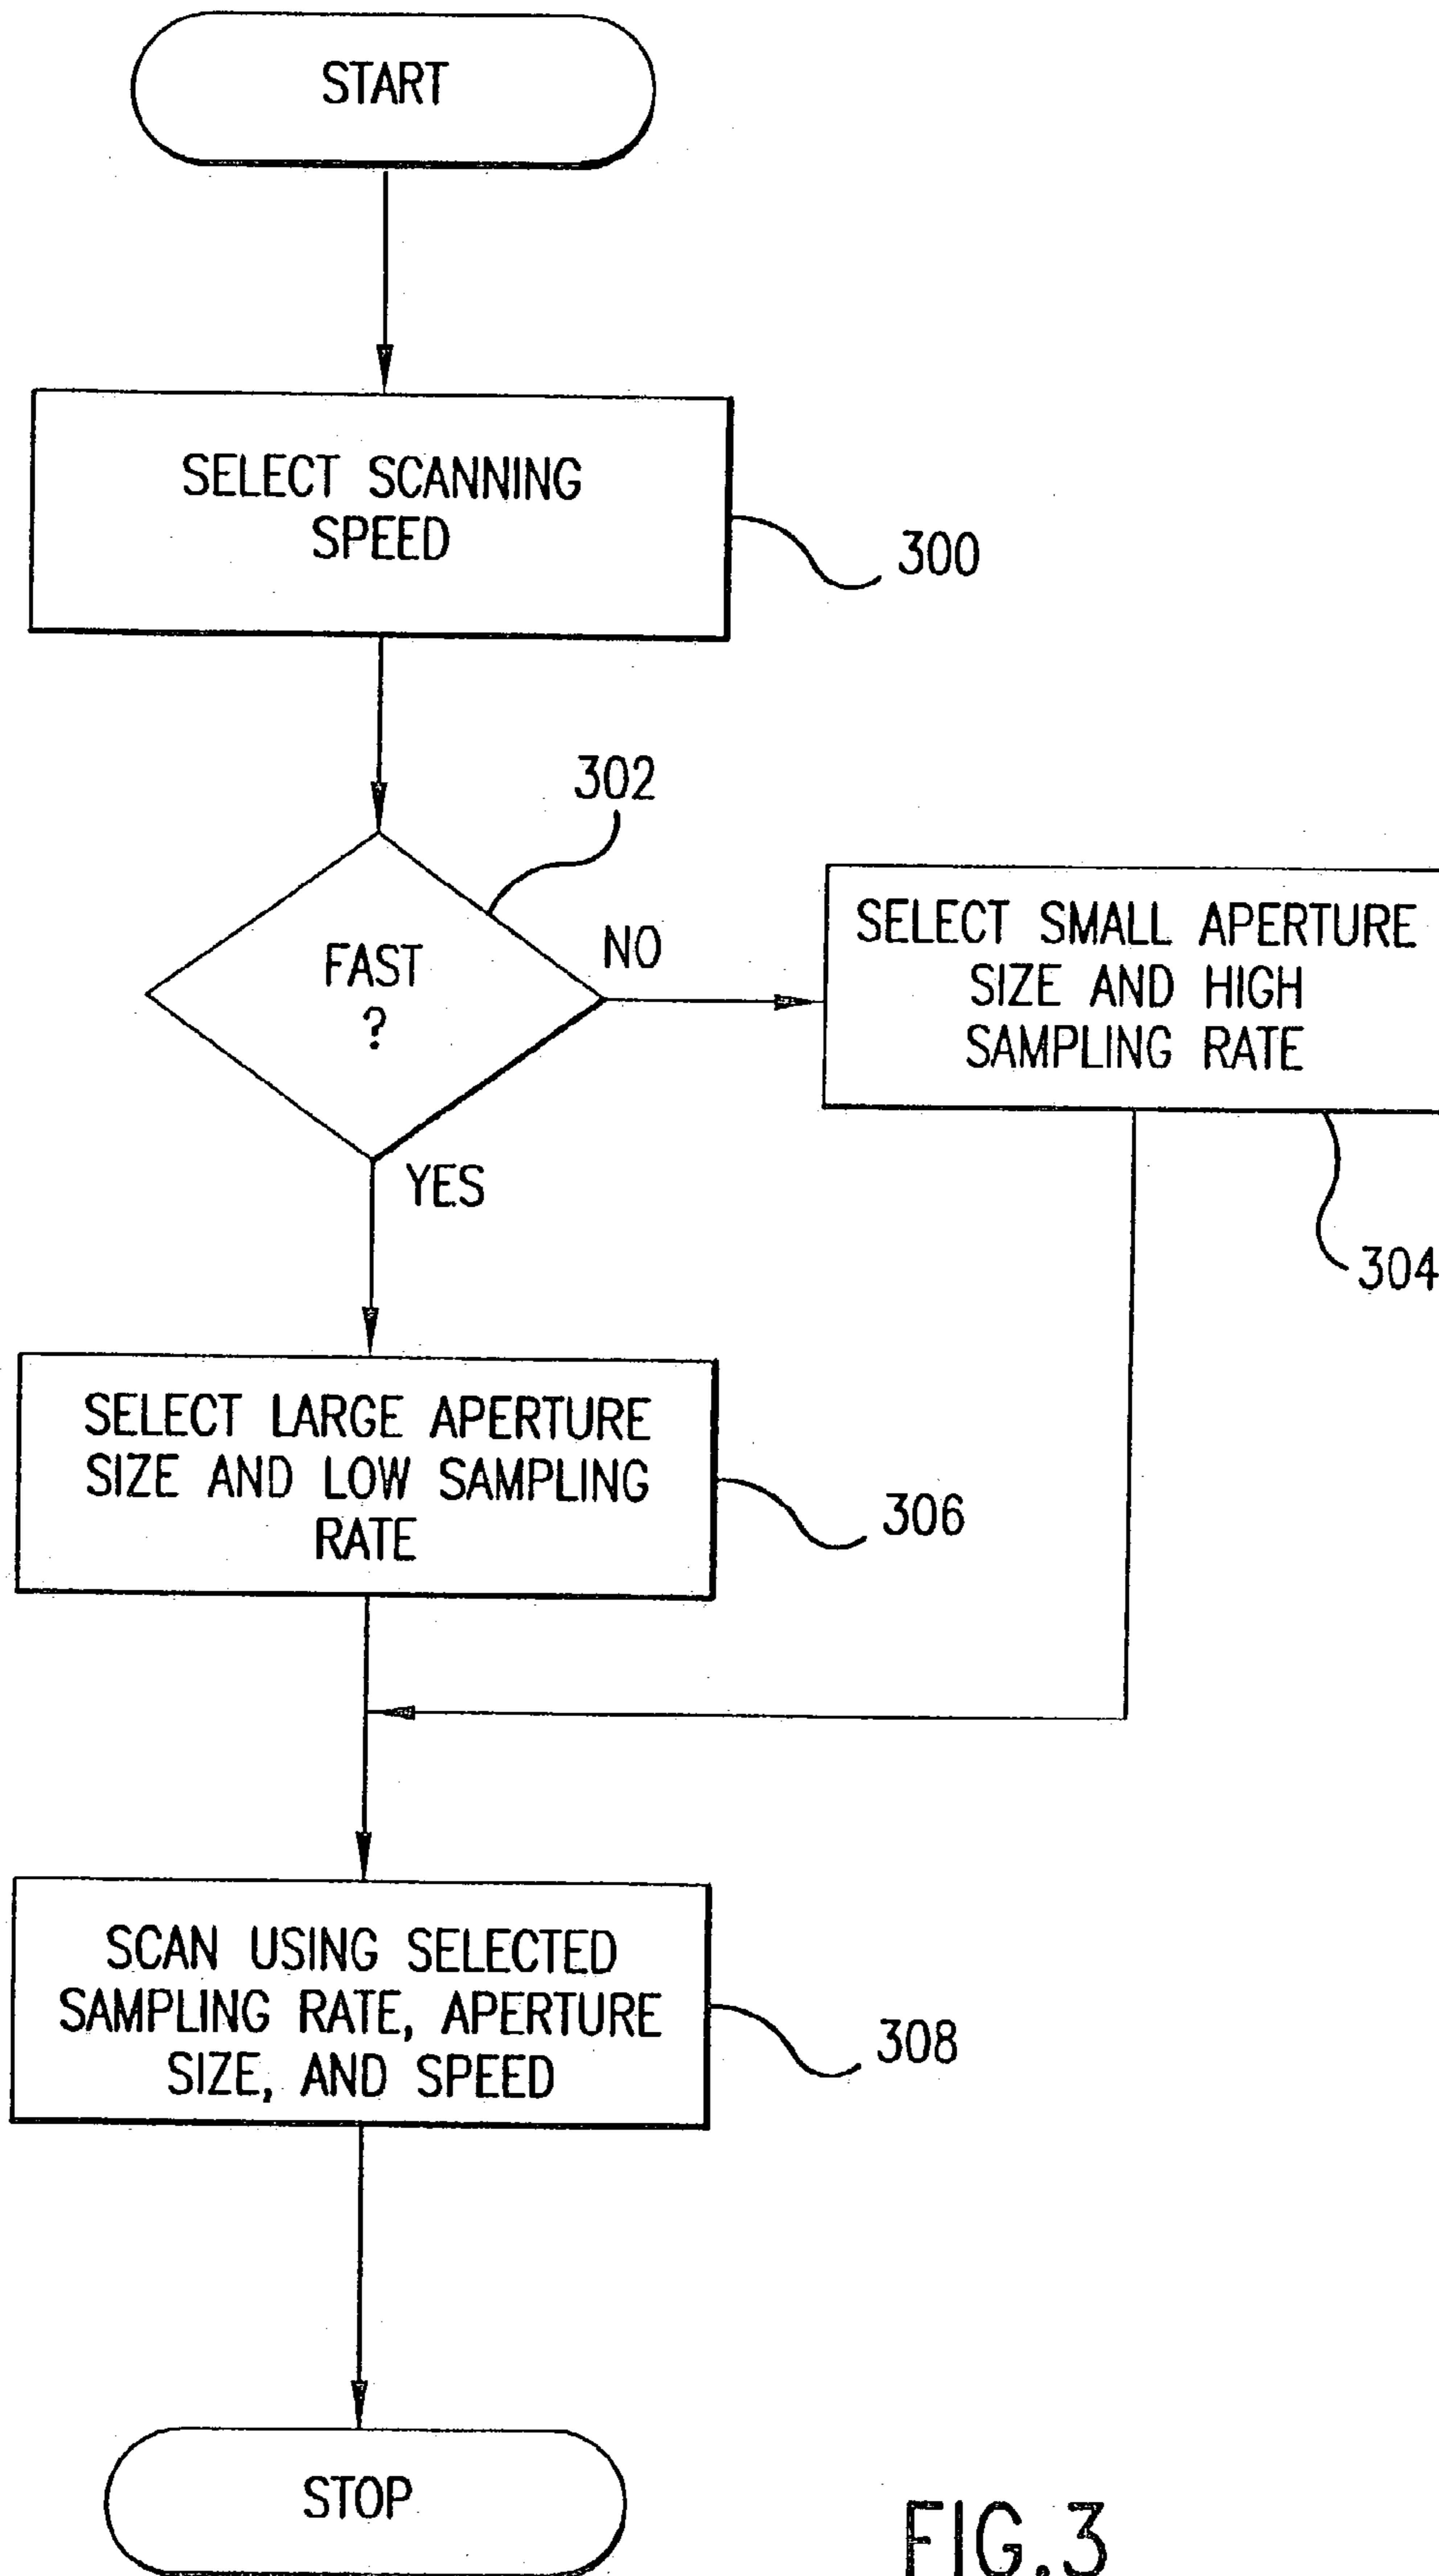 START
SELECT SCANNING
SPEED
300
302
FAST
?
NO
SELECT SMALL APERTURE
SIZE AND HIGH
SAMPLING RATE
304
YES
SELECT LARGE APERTURE
SIZE AND LOW SAMPLING
RATE
306
SCAN USING SELECTED
SAMPLING RATE, APERTURE
SIZE, AND SPEED
308
STOP
FIG.3